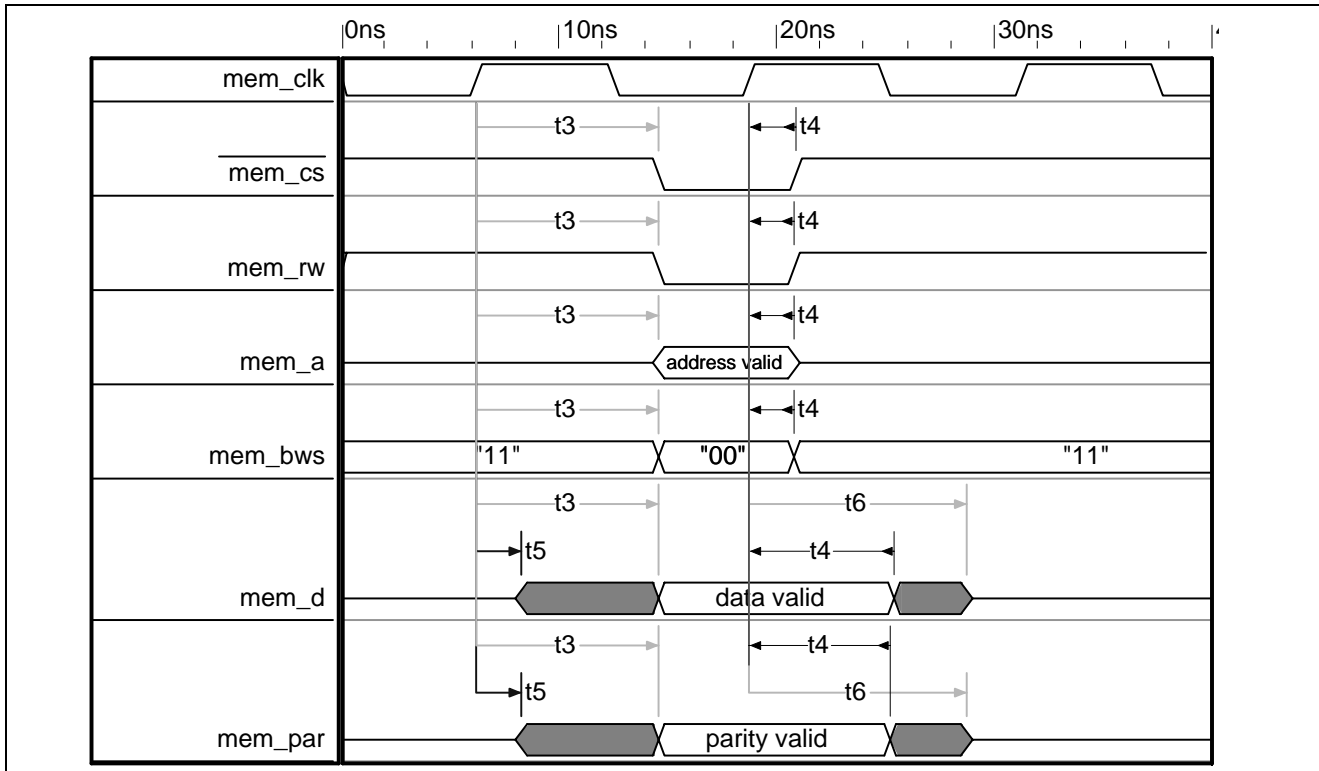 0ns 10ns 20ns 30ns
mem_clk
t3 t4
mem_cs
t3 t4
mem_rw
t3 t4
mem_a address valid
t3 t4
mem_bws "11" "00" "11"
t3 t6
t5 t4
mem_d data valid
t3 t4
t5 t6
mem_par parity valid